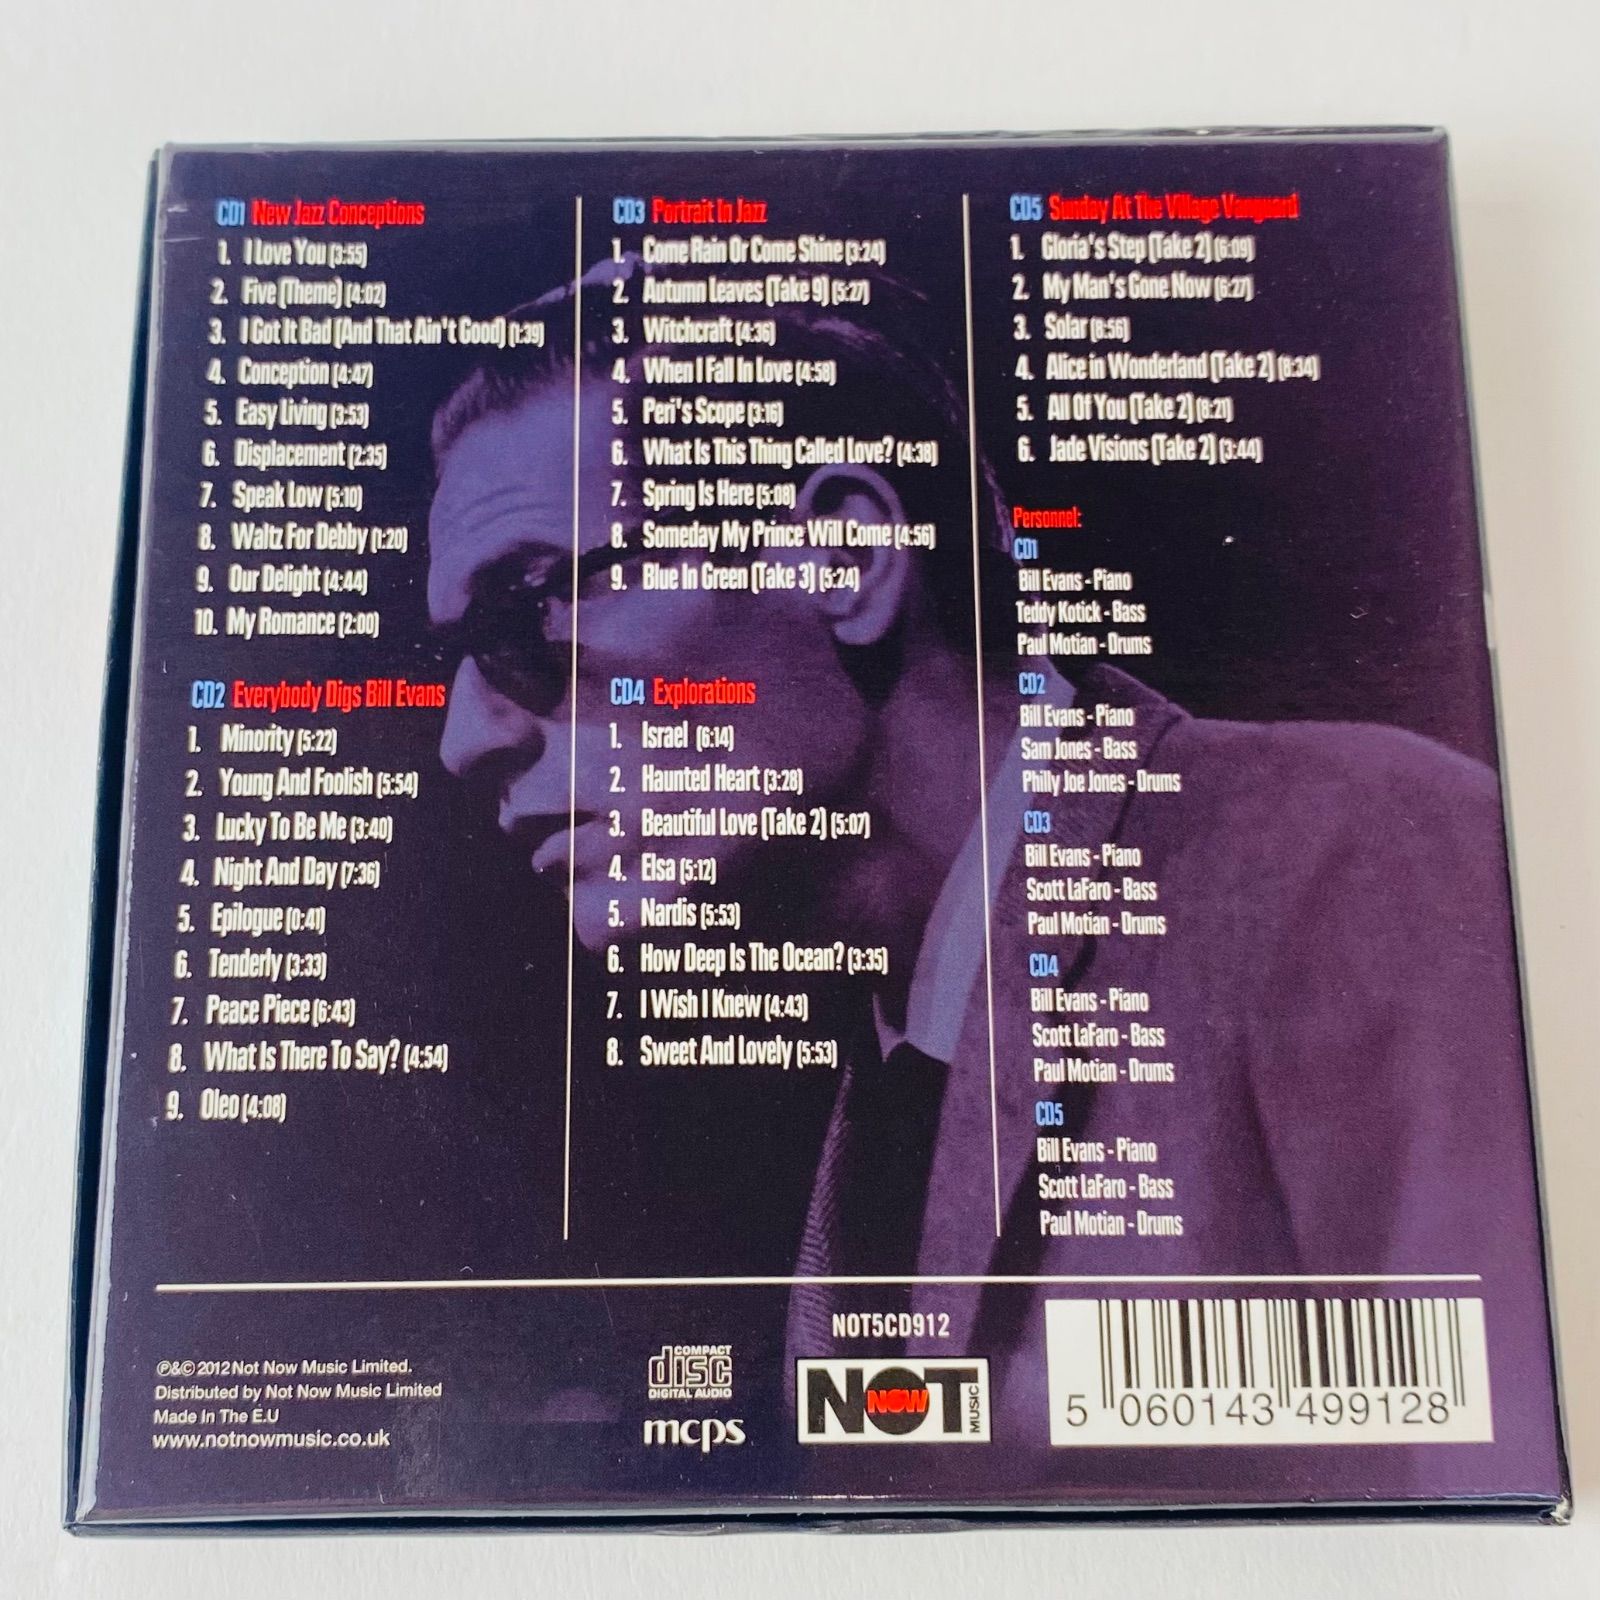 CD1 New Jazz Conceptions
1. I Love You (3:55)
2. Five (Theme) (4:02)
3. I Got It Bad (And That Ain't Good) (1:39)
4. Conception (4:47)
5. Easy Living (3:53)
6. Displacement (2:35)
7. Speak Low (5:10)
8. Waltz For Debby (1:20)
9. Our Delight (4:44)
10. My Romance (2:00)
CD2 Everybody Digs Bill Evans
1. Minority (5:22)
2. Young And Foolish (5:54)
3. Lucky To Be Me (3:40)
4. Night And Day (7:36)
5. Epilogue (0:41)
6. Tenderly (3:33)
7. Peace Piece (6:43)
8. What Is There To Say? (4:54)
9. Oleo (4:08)
CD3 Portrait In Jazz
1. Come Rain Or Come Shine (3:24)
2. Autumn Leaves (Take 9) (5:27)
3. Witchcraft (4:36)
4. When I Fall In Love (4:58)
5. Peri's Scope (3:16)
6. What Is This Thing Called Love? (4:38)
7. Spring Is Here (5:08)
8. Someday My Prince Will Come (4:56)
9. Blue In Green (Take 3) (5:24)
CD4 Explorations
1. Israel (6:14)
2. Haunted Heart (3:28)
3. Beautiful Love (Take 2) (5:07)
4. Elsa (5:12)
5. Nardis (5:53)
6. How Deep Is The Ocean? (3:35)
7. I Wish I Knew (4:43)
8. Sweet And Lovely (5:53)
CD5 Sunday At The Village Vanguard
1. Gloria's Step (Take 2) (6:09)
2. My Man's Gone Now (6:27)
3. Solar (8:56)
4. Alice in Wonderland (Take 2) (8:34)
5. All Of You (Take 2) (8:21)
6. Jade Visions (Take 2) (3:44)
Personnel:
CD1
Bill Evans - Piano
Teddy Kotick - Bass
Paul Motian - Drums
CD2
Bill Evans - Piano
Sam Jones - Bass
Philly Joe Jones - Drums
CD3
Bill Evans - Piano
Scott LaFaro - Bass
Paul Motian - Drums
CD4
Bill Evans - Piano
Scott LaFaro - Bass
Paul Motian - Drums
CD5
Bill Evans - Piano
Scott LaFaro - Bass
Paul Motian - Drums
℗&© 2012 Not Now Music Limited.
Distributed by Not Now Music Limited
Made In The E.U
www.notnowmusic.co.uk
COMPACT
disc
DIGITAL AUDIO
mcps
NOT5CD912
NOT NOW MUSIC
5 060143 499128